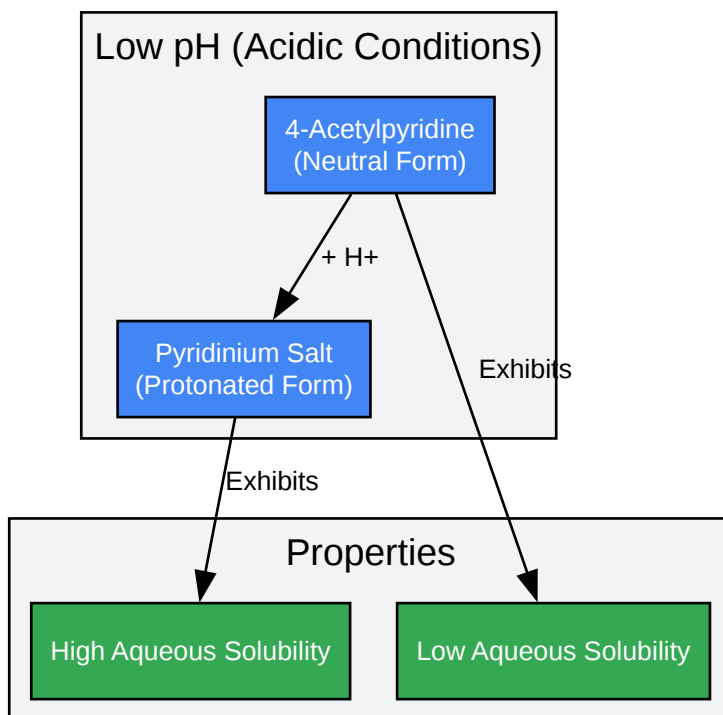 Low pH (Acidic Conditions)
4-Acetylpyridine
(Neutral Form)
+ H+
Pyridinium Salt
(Protonated Form)
Exhibits
Exhibits
Properties
High Aqueous Solubility
Low Aqueous Solubility